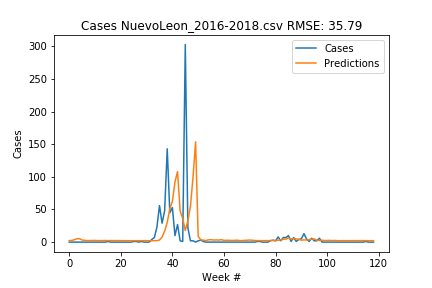 Cases NuevoLeon_2016-2018.csv RMSE: 35.79
Cases
Predictions
300
250
200
150
100
50
0
Cases
0 20 40 60 80 100 120
Week #